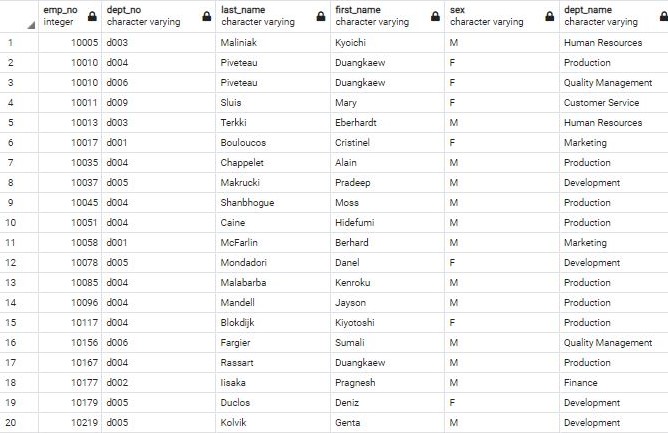 emp_no dept_no last_name first_name sex dept_name
integer character varying character varying character varying character varying character varying
1 10005 d003 Maliniak Kyoichi M Human Resources
2 10010 d004 Piveteau Duangkaew F Production
3 10010 d006 Piveteau Duangkaew F Quality Management
4 10011 d009 Sluis Mary F Customer Service
5 10013 d003 Terkki Eberhardt M Human Resources
6 10017 d001 Bouloucos Cristinel F Marketing
7 10035 d004 Chappelet Alain M Production
8 10037 d005 Makrucki Pradeep M Development
9 10045 d004 Shanbhogue Moss M Production
10 10051 d004 Caine Hidefumi M Production
11 10058 d001 McFarlin Berhard M Marketing
12 10078 d005 Mondadori Danel F Development
13 10085 d004 Malabarba Kenroku M Production
14 10096 d004 Mandell Jayson M Production
15 10117 d004 Blokdijk Kiyotoshi F Production
16 10156 d006 Fargier Sumali M Quality Management
17 10167 d004 Rassart Duangkaew M Production
18 10177 d002 Iisaka Pragnesh M Finance
19 10179 d005 Duclos Deniz F Development
20 10219 d005 Kolvik Genta M Development